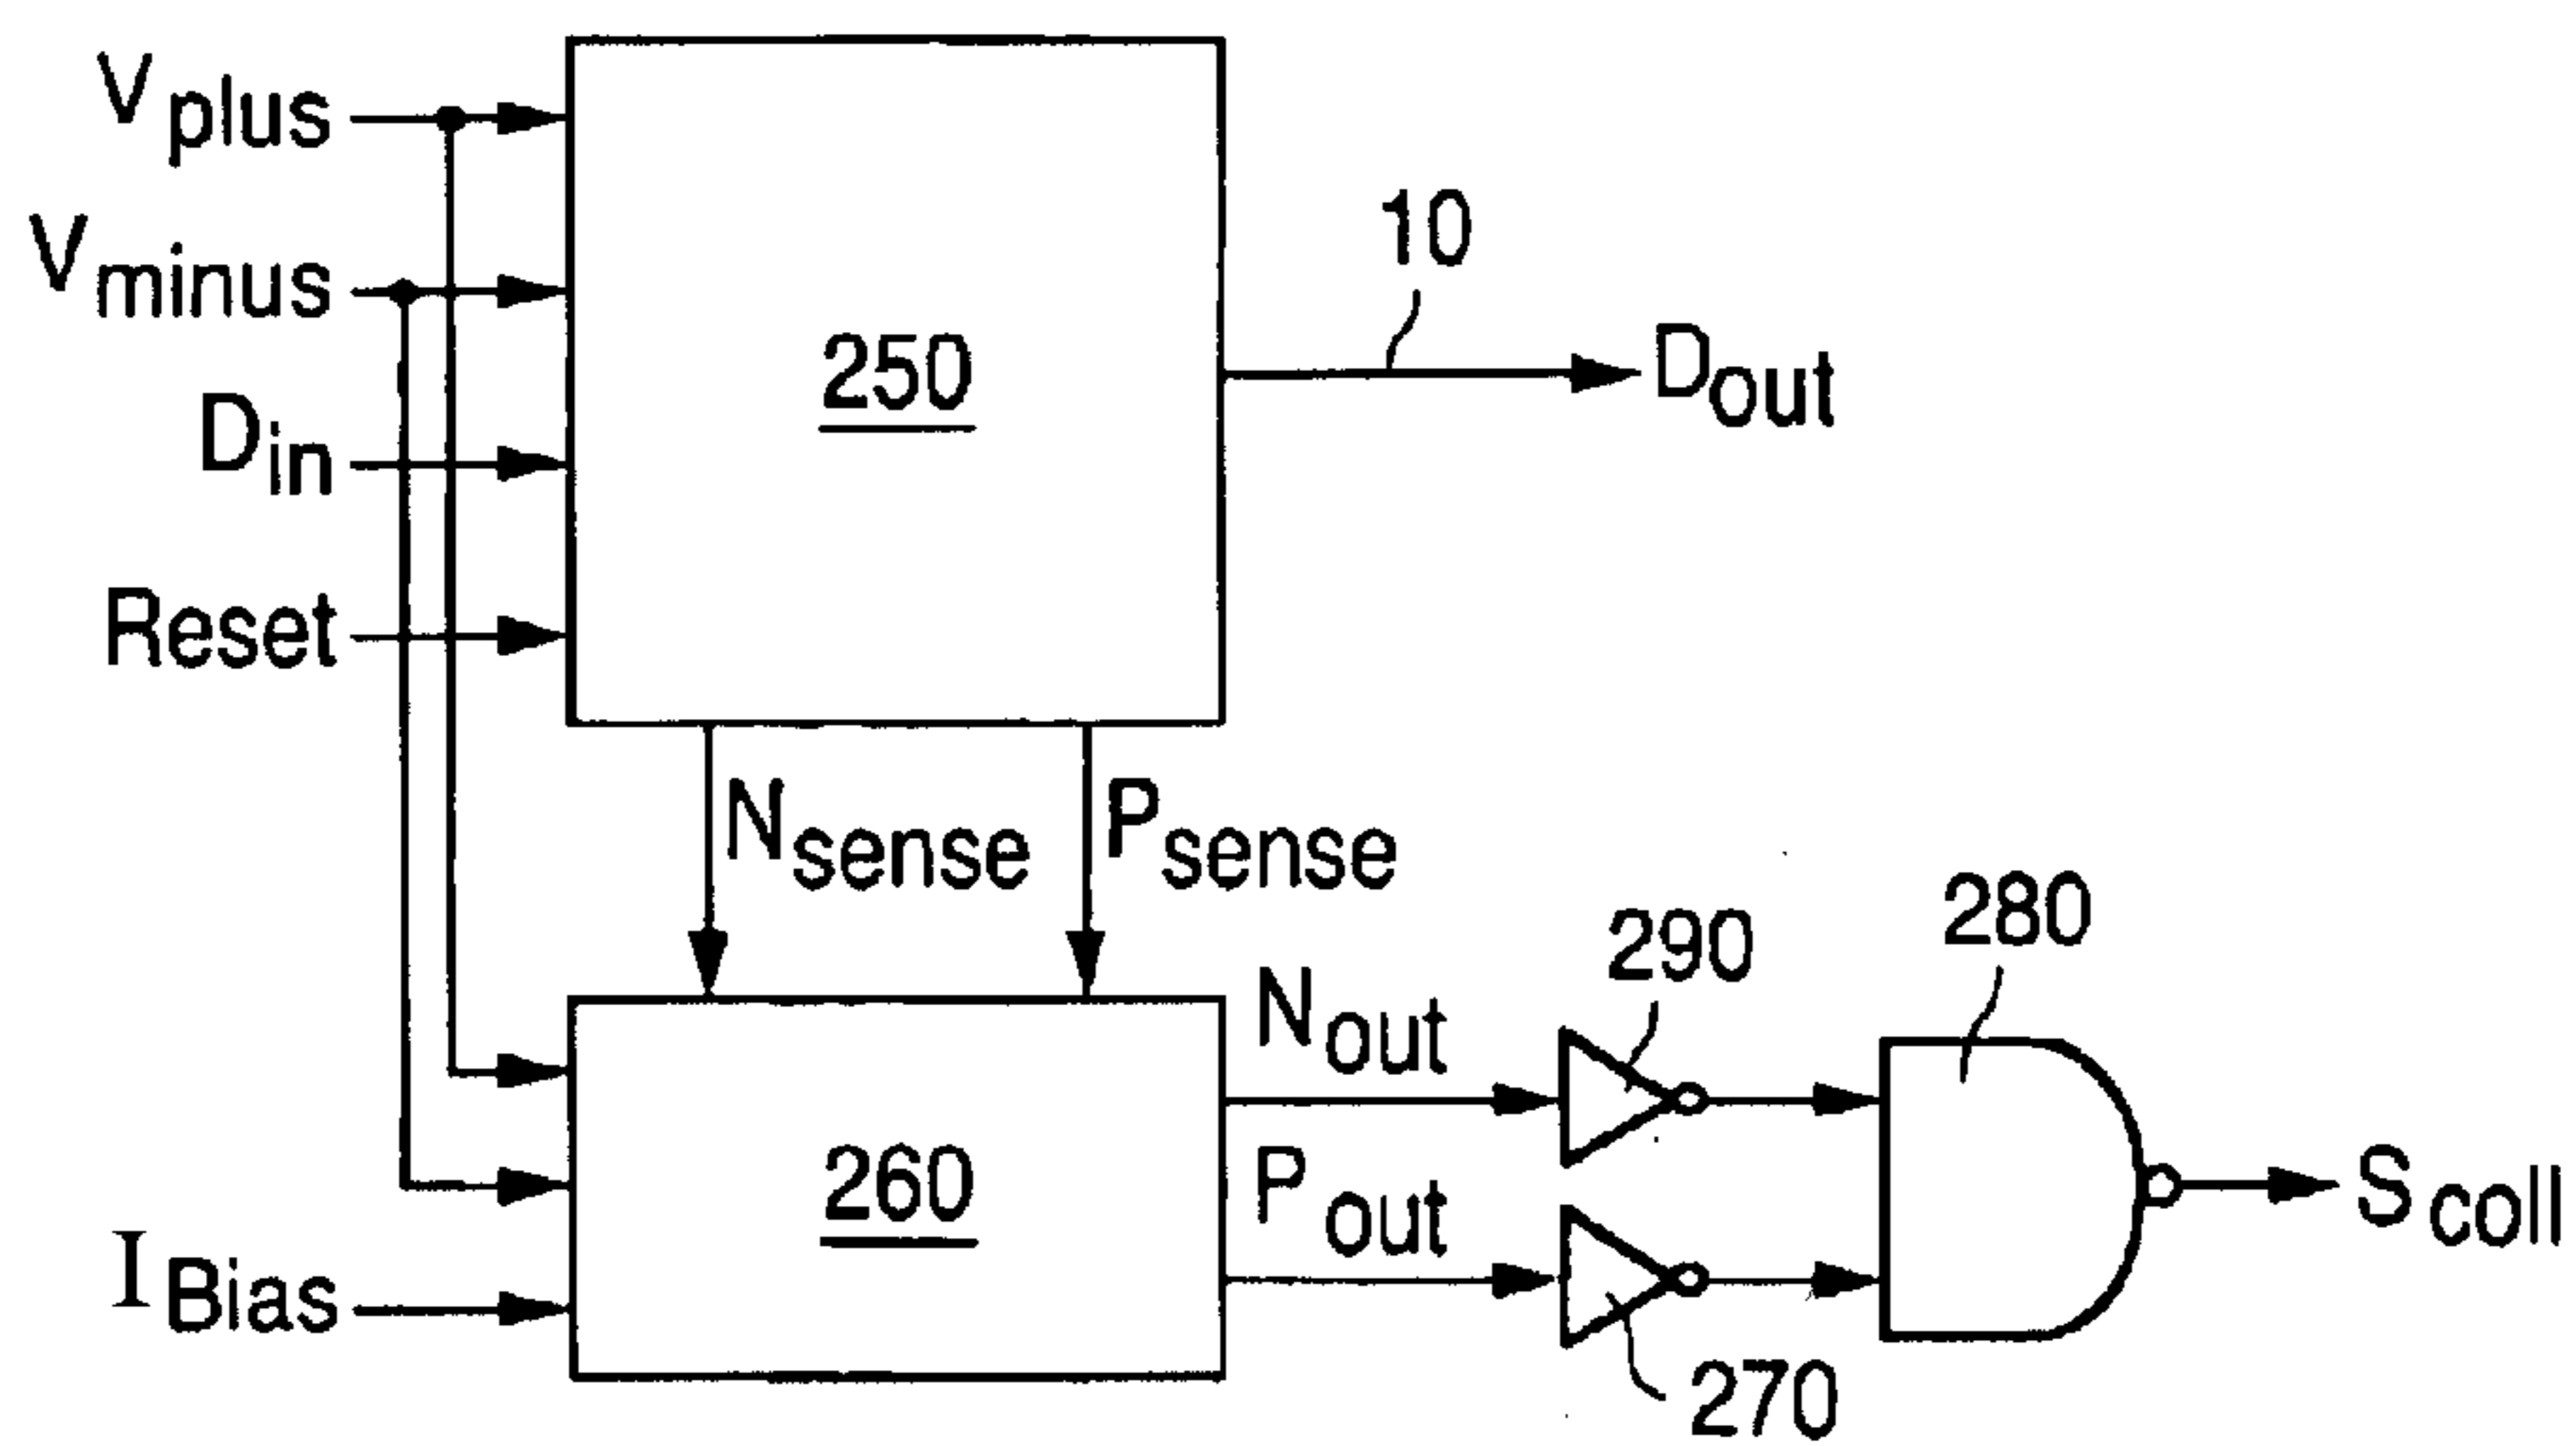 Vplus
Vminus
Din
Reset
250
10
Dout
Nsense
Psense
IBias
260
Nout
Pout
290
280
270
Scoll